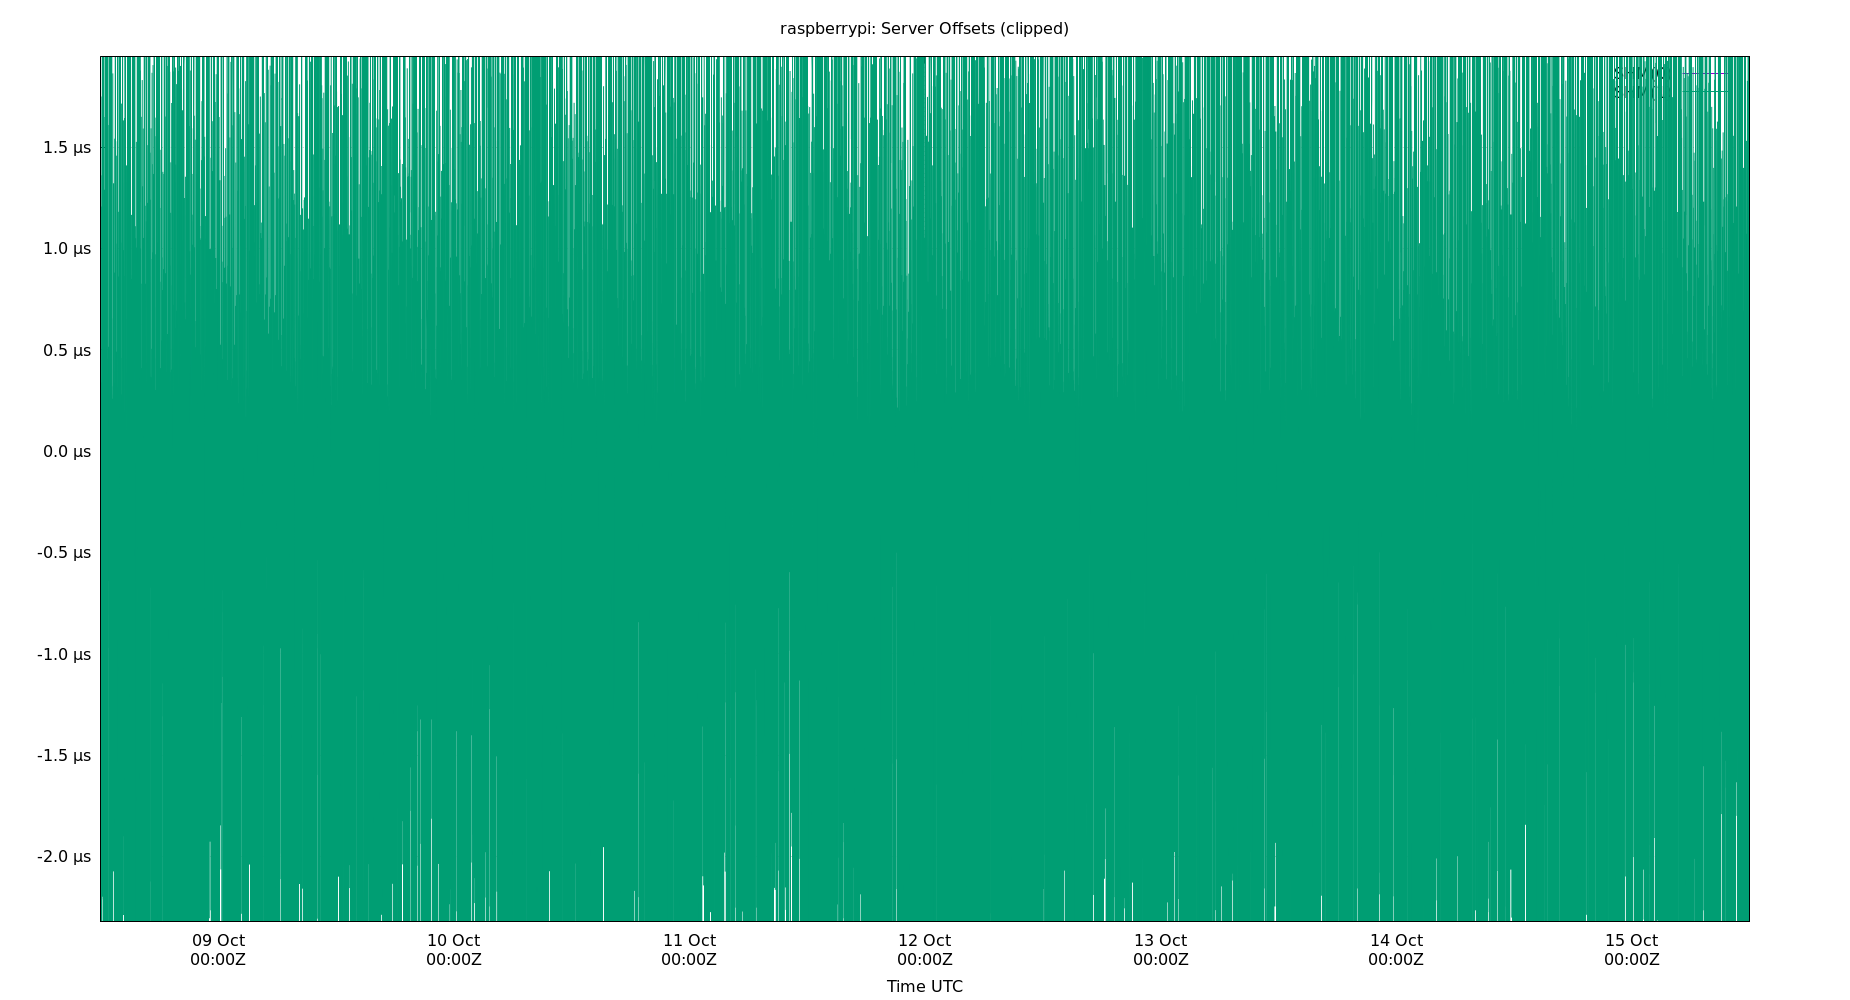 raspberrypi: Server Offsets (clipped)
1.5 µs
1.0 µs
0.5 µs
0.0 µs
-0.5 µs
-1.0 µs
-1.5 µs
-2.0 µs
09 Oct
00:00Z
10 Oct
00:00Z
11 Oct
00:00Z
12 Oct
00:00Z
13 Oct
00:00Z
14 Oct
00:00Z
15 Oct
00:00Z
Time UTC